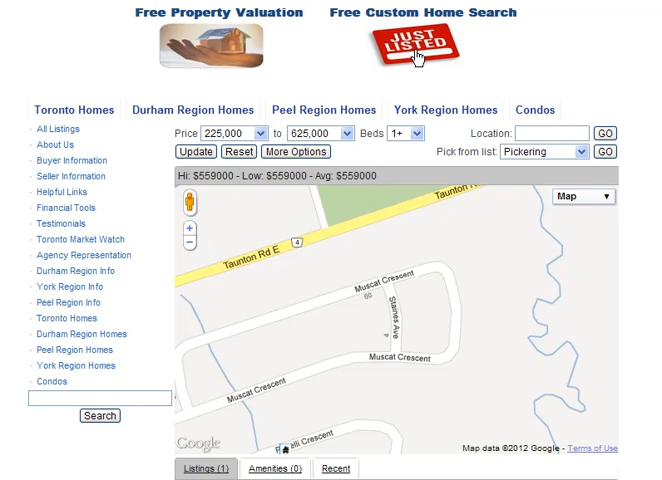 Free Property Valuation Free Custom Home Search
JUST
LISTED
Toronto Homes Durham Region Homes Peel Region Homes York Region Homes Condos
All Listings
About Us
Buyer Information
Seller Information
Helpful Links
Financial Tools
Testimonials
Toronto Market Watch
Agency Representation
Durham Region Info
York Region Info
Peel Region Info
Toronto Homes
Durham Region Homes
Peel Region Homes
York Region Homes
Condos
Search
Price 225,000 to 625,000 Beds 1+ Location: GO
Update Reset More Options Pick from list: Pickering GO
Hi: $559000 - Low: $559000 - Avg: $559000
Map
Taunton Rd E
4
Taunton Rd E
Muscat Crescent
60
Staines Ave
4
Muscat Crescent
Muscat Crescent
Crescent
Google
Map data ©2012 Google - Terms of Use
Listings (1) Amenities (0) Recent